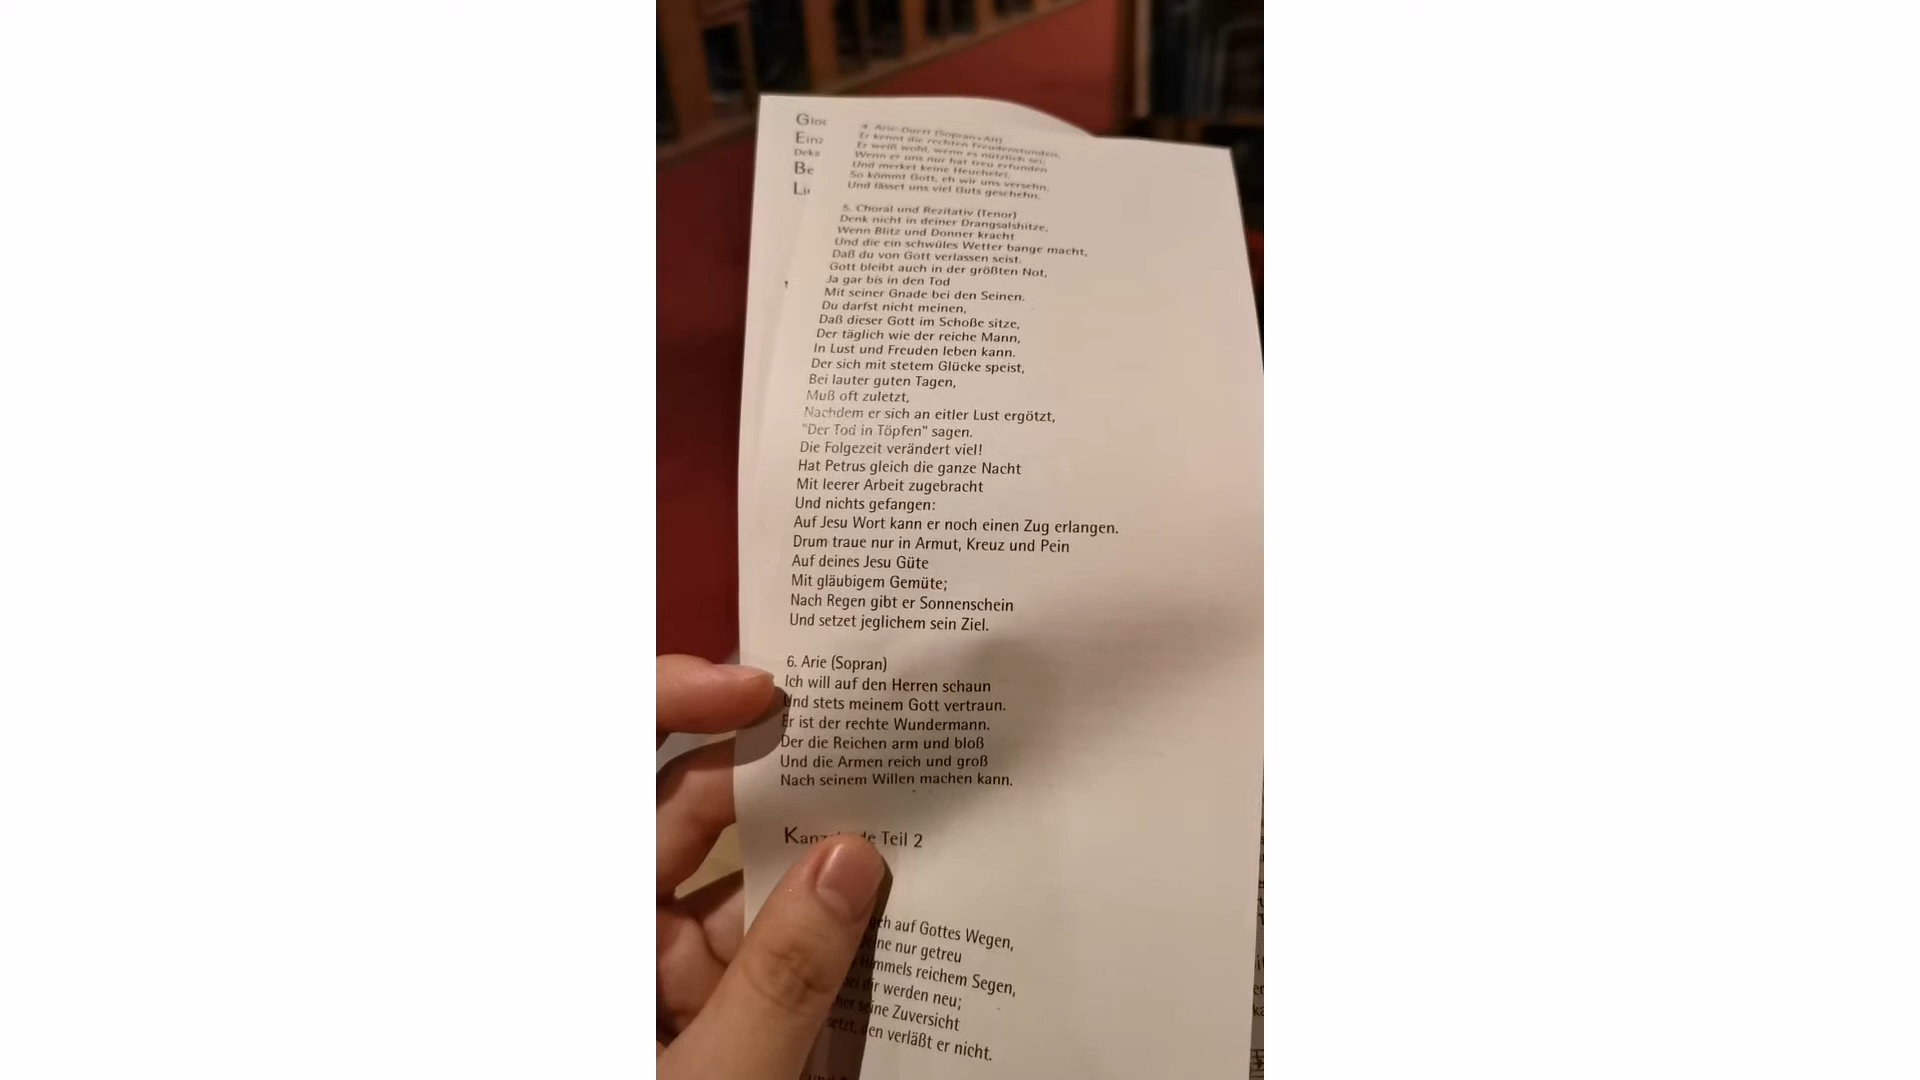 Glo
Ein
Deka
Be
Li
4. Arie-Duett (Sopran+Alt)
Er kennt die rechten Freudenstunden,
Er weiß wohl, wenn es nützlich sei;
Wenn er uns nur hat treu erfunden
Und merket keine Heuchelei,
So kömmt Gott, eh wir uns versehn,
Und lässet uns viel Guts geschehn.
5. Choral und Rezitativ (Tenor)
Denk nicht in deiner Drangsalshitze,
Wenn Blitz und Donner kracht
Und die ein schwüles Wetter bange macht,
Daß du von Gott verlassen seist.
Gott bleibt auch in der größten Not,
Ja gar bis in den Tod
Mit seiner Gnade bei den Seinen.
Du darfst nicht meinen,
Daß dieser Gott im Schoße sitze,
Der täglich wie der reiche Mann,
In Lust und Freuden leben kann.
Der sich mit stetem Glücke speist,
Bei lauter guten Tagen,
Muß oft zuletzt,
Nachdem er sich an eitler Lust ergötzt,
"Der Tod in Töpfen" sagen.
Die Folgezeit verändert viel!
Hat Petrus gleich die ganze Nacht
Mit leerer Arbeit zugebracht
Und nichts gefangen:
Auf Jesu Wort kann er noch einen Zug erlangen.
Drum traue nur in Armut, Kreuz und Pein
Auf deines Jesu Güte
Mit gläubigem Gemüte;
Nach Regen gibt er Sonnenschein
Und setzet jeglichem sein Ziel.
6. Arie (Sopran)
Ich will auf den Herren schaun
Und stets meinem Gott vertraun.
Er ist der rechte Wundermann.
Der die Reichen arm und bloß
Und die Armen reich und groß
Nach seinem Willen machen kann.
Teil 2
auf Gottes Wegen,
nur getreu
reichem Segen,
dir werden neu;
seine Zuversicht
setzt, den verläßt er nicht.